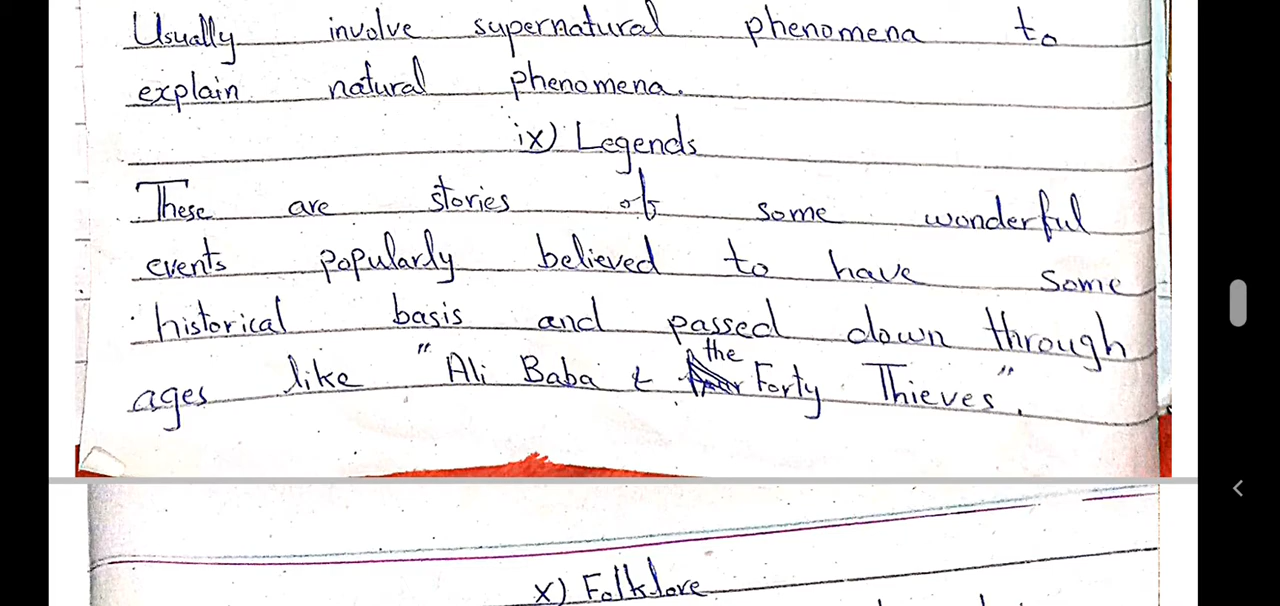 Usually involve supernatural phenomena to
explain natural phenomena.
ix) Legends
These are stories of some wonderful
events popularly believed to have some
historical basis and passed down through
ages like "Ali Baba & the Forty Thieves".
x) Folklore